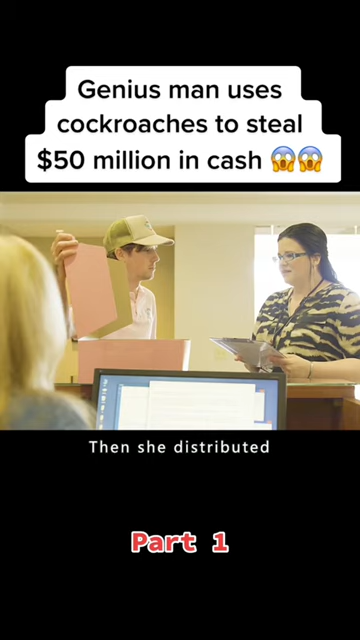 Genius man uses
cockroaches to steal
$50 million in cash 😱😱
Then she distributed
Part 1